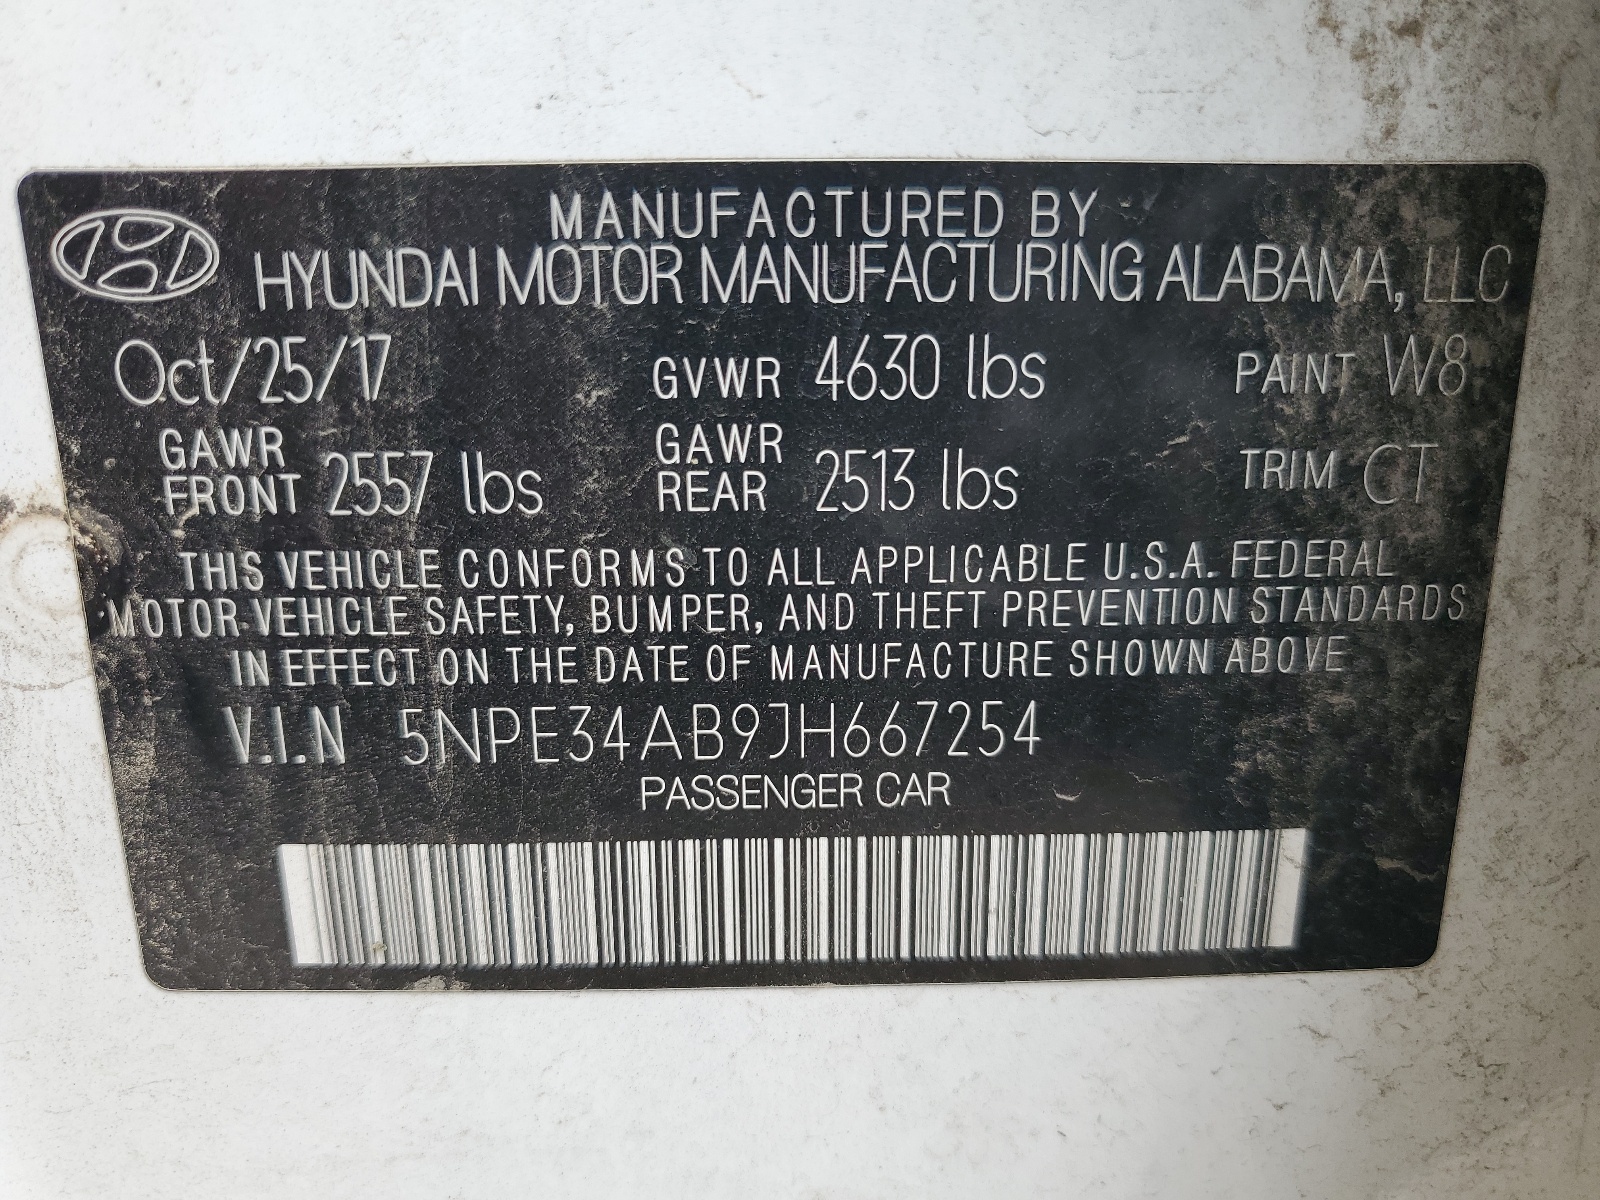 MANUFACTURED BY
HYUNDAI MOTOR MANUFACTURING ALABAMA, LLC
Oct/25/17 GVWR 4630 lbs PAINT W8
GAWR FRONT 2557 lbs GAWR REAR 2513 lbs TRIM CT
THIS VEHICLE CONFORMS TO ALL APPLICABLE U.S.A. FEDERAL
MOTOR-VEHICLE SAFETY, BUMPER, AND THEFT PREVENTION STANDARDS
IN EFFECT ON THE DATE OF MANUFACTURE SHOWN ABOVE
V.I.N 5NPE34AB9JH667254
PASSENGER CAR